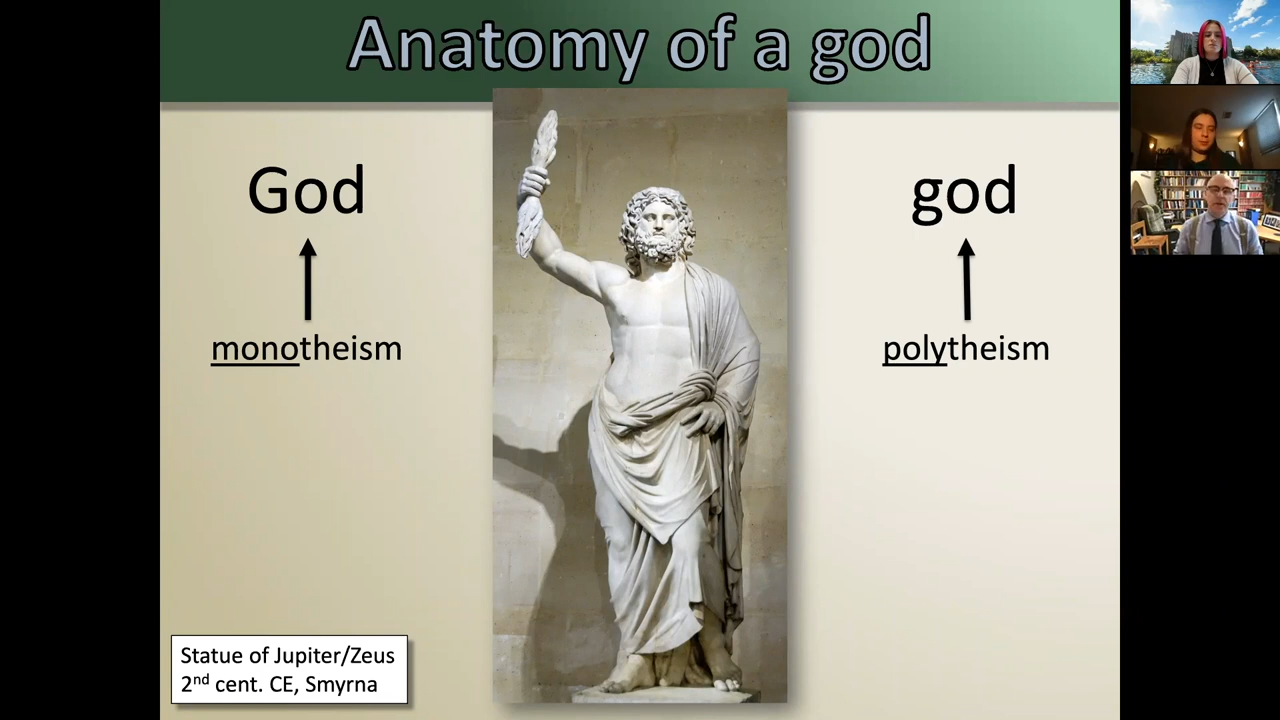 Anatomy of a god
God
god
monotheism
polytheism
Statue of Jupiter/Zeus
2nd cent. CE, Smyrna